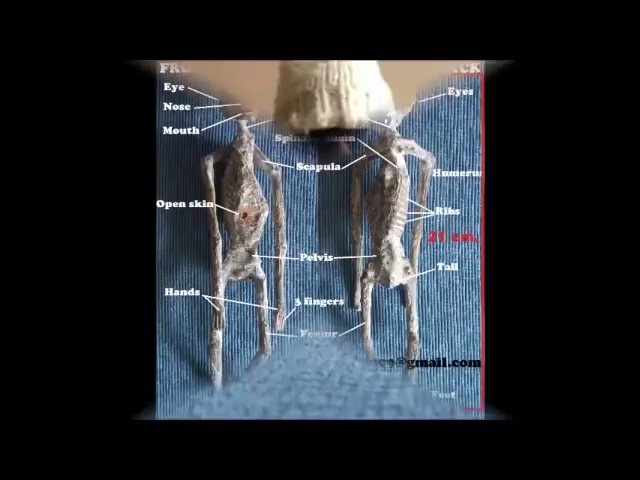 Eye
Eyes
Nose
Mouth
Scapula
Humerus
Open skin
Ribs
21 cm.
Pelvis
Tail
Hands
3 fingers
Femur
@gmail.com
Feet